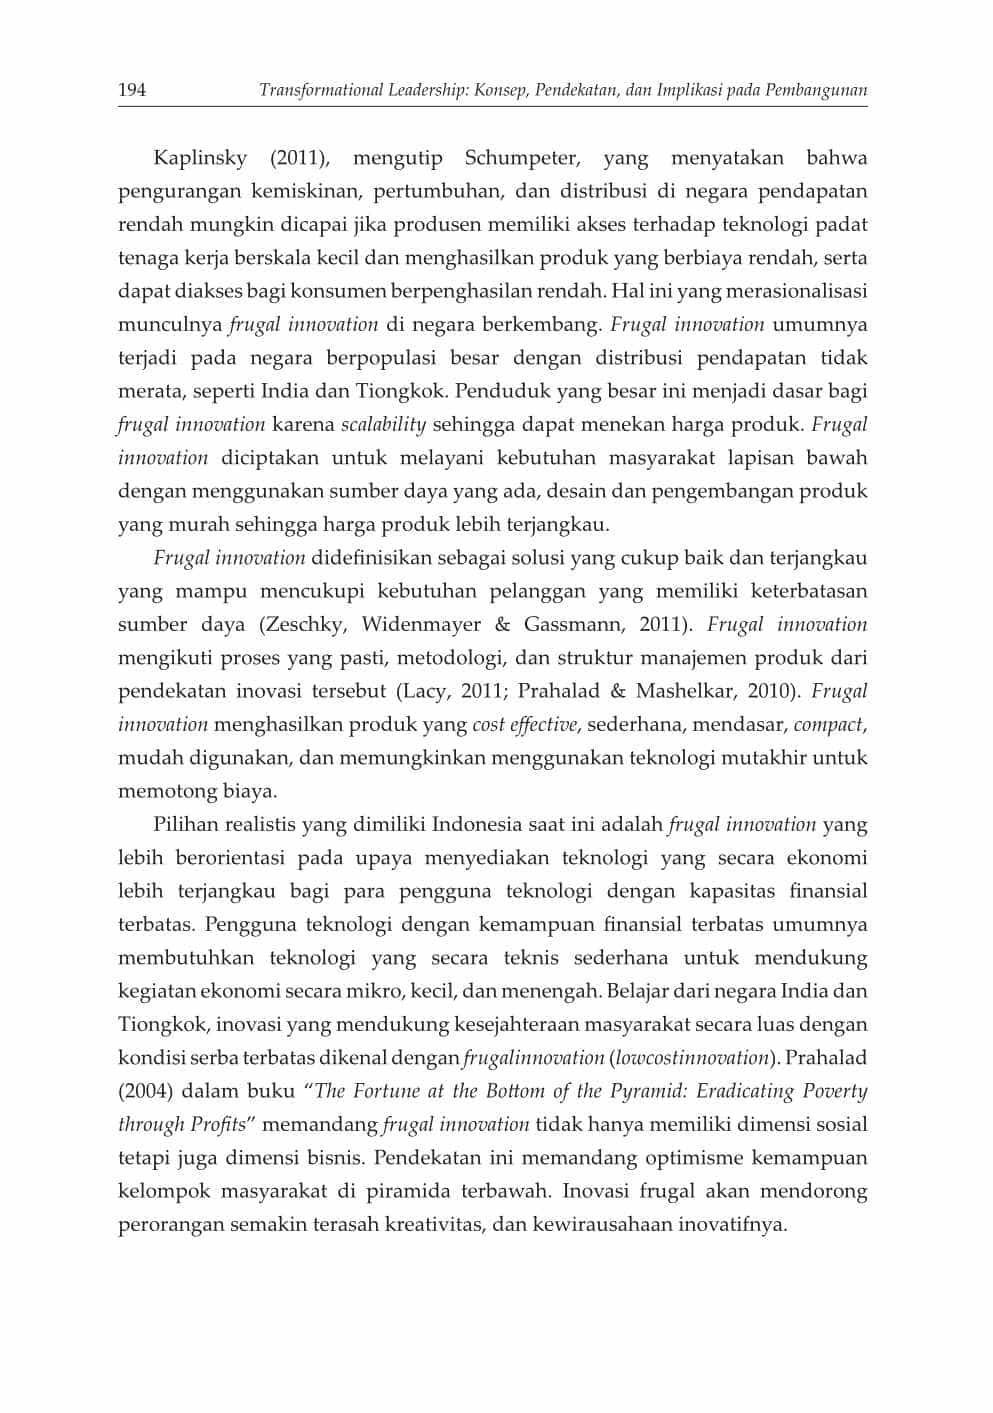 194 Transformational Leadership: Konsep, Pendekatan, dan Implikasi pada Pembangunan
Kaplinsky (2011), mengutip Schumpeter, yang menyatakan bahwa
pengurangan kemiskinan, pertumbuhan, dan distribusi di negara pendapatan
rendah mungkin dicapai jika produsen memiliki akses terhadap teknologi padat
tenaga kerja berskala kecil dan menghasilkan produk yang berbiaya rendah, serta
dapat diakses bagi konsumen berpenghasilan rendah. Hal ini yang merasionalisasi
munculnya frugal innovation di negara berkembang. Frugal innovation umumnya
terjadi pada negara berpopulasi besar dengan distribusi pendapatan tidak
merata, seperti India dan Tiongkok. Penduduk yang besar ini menjadi dasar bagi
frugal innovation karena scalability sehingga dapat menekan harga produk. Frugal
innovation diciptakan untuk melayani kebutuhan masyarakat lapisan bawah
dengan menggunakan sumber daya yang ada, desain dan pengembangan produk
yang murah sehingga harga produk lebih terjangkau.
Frugal innovation didefinisikan sebagai solusi yang cukup baik dan terjangkau
yang mampu mencukupi kebutuhan pelanggan yang memiliki keterbatasan
sumber daya (Zeschky, Widenmayer & Gassmann, 2011). Frugal innovation
mengikuti proses yang pasti, metodologi, dan struktur manajemen produk dari
pendekatan inovasi tersebut (Lacy, 2011; Prahalad & Mashelkar, 2010). Frugal
innovation menghasilkan produk yang cost effective, sederhana, mendasar, compact,
mudah digunakan, dan memungkinkan menggunakan teknologi mutakhir untuk
memotong biaya.
Pilihan realistis yang dimiliki Indonesia saat ini adalah frugal innovation yang
lebih berorientasi pada upaya menyediakan teknologi yang secara ekonomi
lebih terjangkau bagi para pengguna teknologi dengan kapasitas finansial
terbatas. Pengguna teknologi dengan kemampuan finansial terbatas umumnya
membutuhkan teknologi yang secara teknis sederhana untuk mendukung
kegiatan ekonomi secara mikro, kecil, dan menengah. Belajar dari negara India dan
Tiongkok, inovasi yang mendukung kesejahteraan masyarakat secara luas dengan
kondisi serba terbatas dikenal dengan frugalinnovation (lowcostinnovation). Prahalad
(2004) dalam buku “The Fortune at the Bottom of the Pyramid: Eradicating Poverty
through Profits” memandang frugal innovation tidak hanya memiliki dimensi sosial
tetapi juga dimensi bisnis. Pendekatan ini memandang optimisme kemampuan
kelompok masyarakat di piramida terbawah. Inovasi frugal akan mendorong
perorangan semakin terasah kreativitas, dan kewirausahaan inovatifnya.